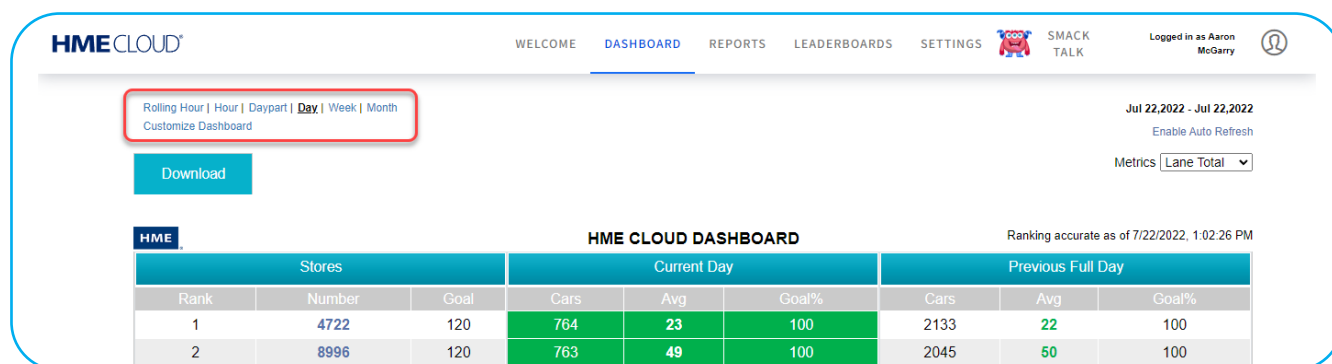 HME CLOUD®
WELCOME DASHBOARD REPORTS LEADERBOARDS SETTINGS SMACK TALK Logged in as Aaron McGarry
Rolling Hour | Hour | Daypart | Day | Week | Month
Customize Dashboard
Jul 22,2022 - Jul 22,2022
Enable Auto Refresh
Download
Metrics Lane Total
HME
HME CLOUD DASHBOARD
Ranking accurate as of 7/22/2022, 1:02:26 PM
Stores Current Day Previous Full Day
Rank Number Goal Cars Avg Goal% Cars Avg Goal%
1 4722 120 764 23 100 2133 22 100
2 8996 120 763 49 100 2045 50 100